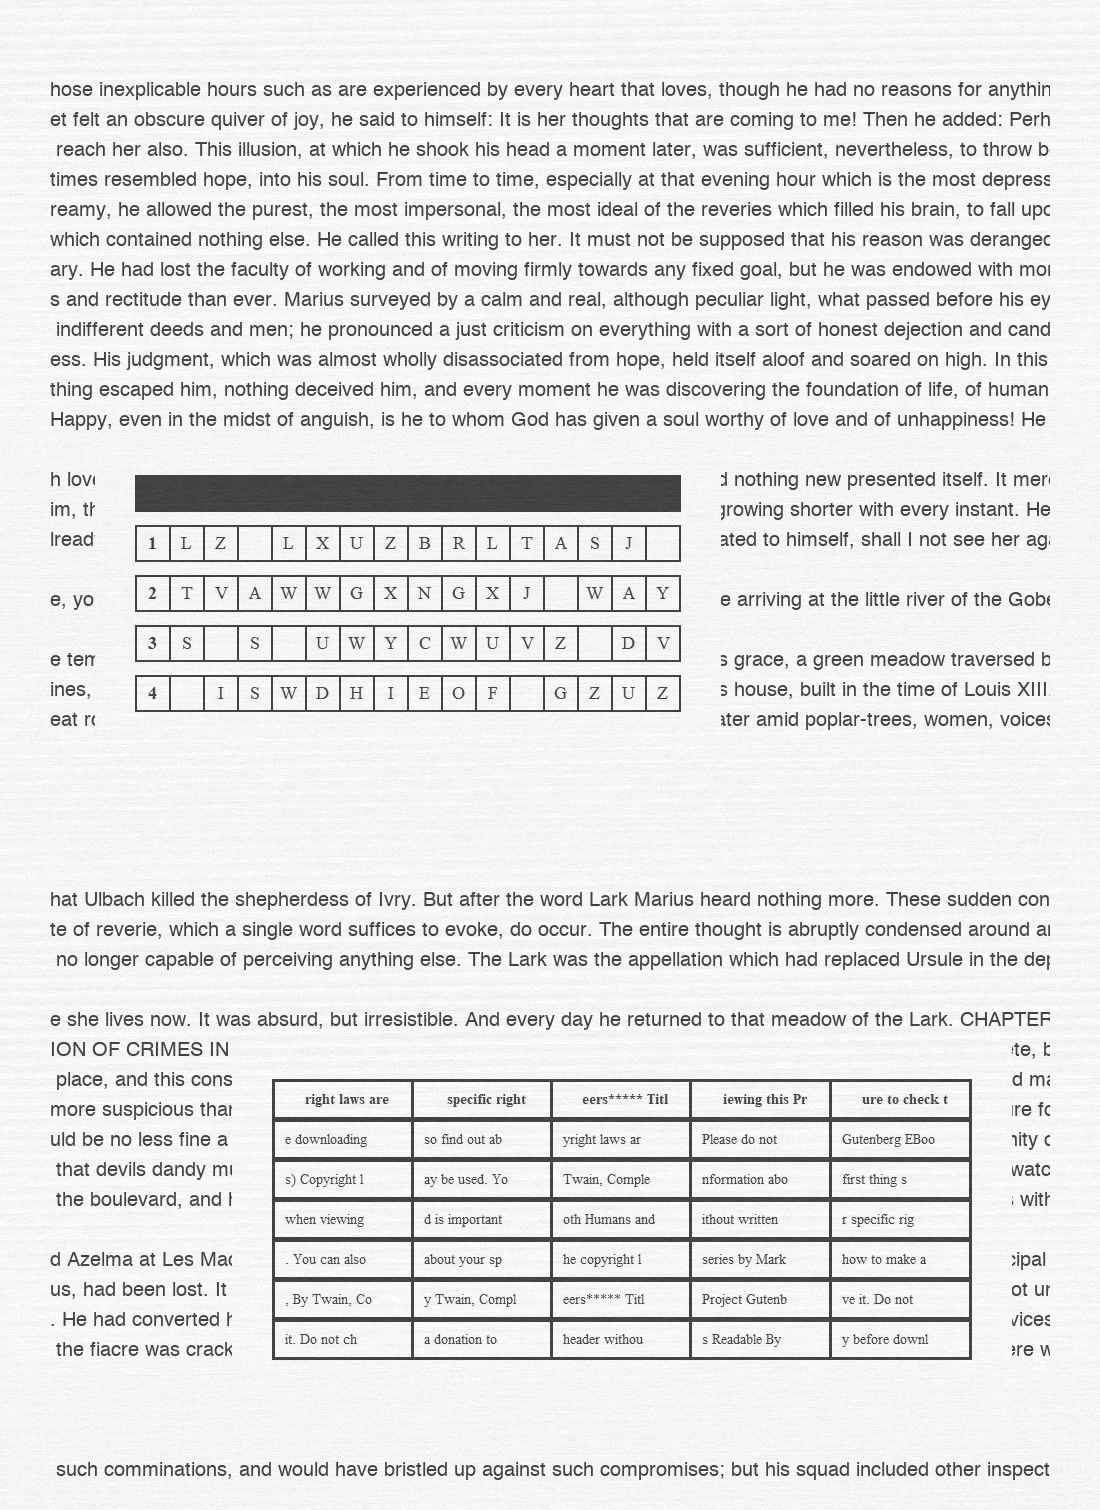 hose inexplicable hours such as are experienced by every heart that loves, though he had no reasons for anythin
et felt an obscure quiver of joy, he said to himself: It is her thoughts that are coming to me! Then he added: Perh
reach her also. This illusion, at which he shook his head a moment later, was sufficient, nevertheless, to throw b
times resembled hope, into his soul. From time to time, especially at that evening hour which is the most depress
reamy, he allowed the purest, the most impersonal, the most ideal of the reveries which filled his brain, to fall upo
which contained nothing else. He called this writing to her. It must not be supposed that his reason was deranged
ary. He had lost the faculty of working and of moving firmly towards any fixed goal, but he was endowed with mor
s and rectitude than ever. Marius surveyed by a calm and real, although peculiar light, what passed before his ey
indifferent deeds and men; he pronounced a just criticism on everything with a sort of honest dejection and cand
ess. His judgment, which was almost wholly disassociated from hope, held itself aloof and soared on high. In this
thing escaped him, nothing deceived him, and every moment he was discovering the foundation of life, of human
Happy, even in the midst of anguish, is he to whom God has given a soul worthy of love and of unhappiness! He
h love d nothing new presented itself. It mer
im, th growing shorter with every instant. He
lread ated to himself, shall I not see her aga
1 L Z L X U Z B R L T A S J
2 T V A W W G X N G X J W A Y
e, yo e arriving at the little river of the Gobe
3 S S U W Y C W U V Z D V
e tem s grace, a green meadow traversed b
ines, s house, built in the time of Louis XIII.
4 I S W D H I E O F G Z U Z
eat ro ater amid poplar-trees, women, voices
hat Ulbach killed the shepherdess of Ivry. But after the word Lark Marius heard nothing more. These sudden con
te of reverie, which a single word suffices to evoke, do occur. The entire thought is abruptly condensed around an
no longer capable of perceiving anything else. The Lark was the appellation which had replaced Ursule in the dep
e she lives now. It was absurd, but irresistible. And every day he returned to that meadow of the Lark. CHAPTER
ION OF CRIMES IN ete, b
place, and this cons d ma
more suspicious than right laws are specific right eers***** Titl iewing this Pr ure to check t ire fo
uld be no less fine a e downloading so find out ab yright laws ar Please do not Gutenberg EBoo nity o
that devils dandy mu s) Copyright l ay be used. Yo Twain, Comple nformation abo first thing s watc
the boulevard, and h when viewing d is important oth Humans and ithout written r specific rig s with
d Azelma at Les Mad . You can also about your sp he copyright l series by Mark how to make a cipal
us, had been lost. It , By Twain, Co y Twain, Compl eers***** Titl Project Gutenb ve it. Do not ot un
. He had converted h it. Do not ch a donation to header withou s Readable By y before downl vices
the fiacre was crack ere w
such comminations, and would have bristled up against such compromises; but his squad included other inspect